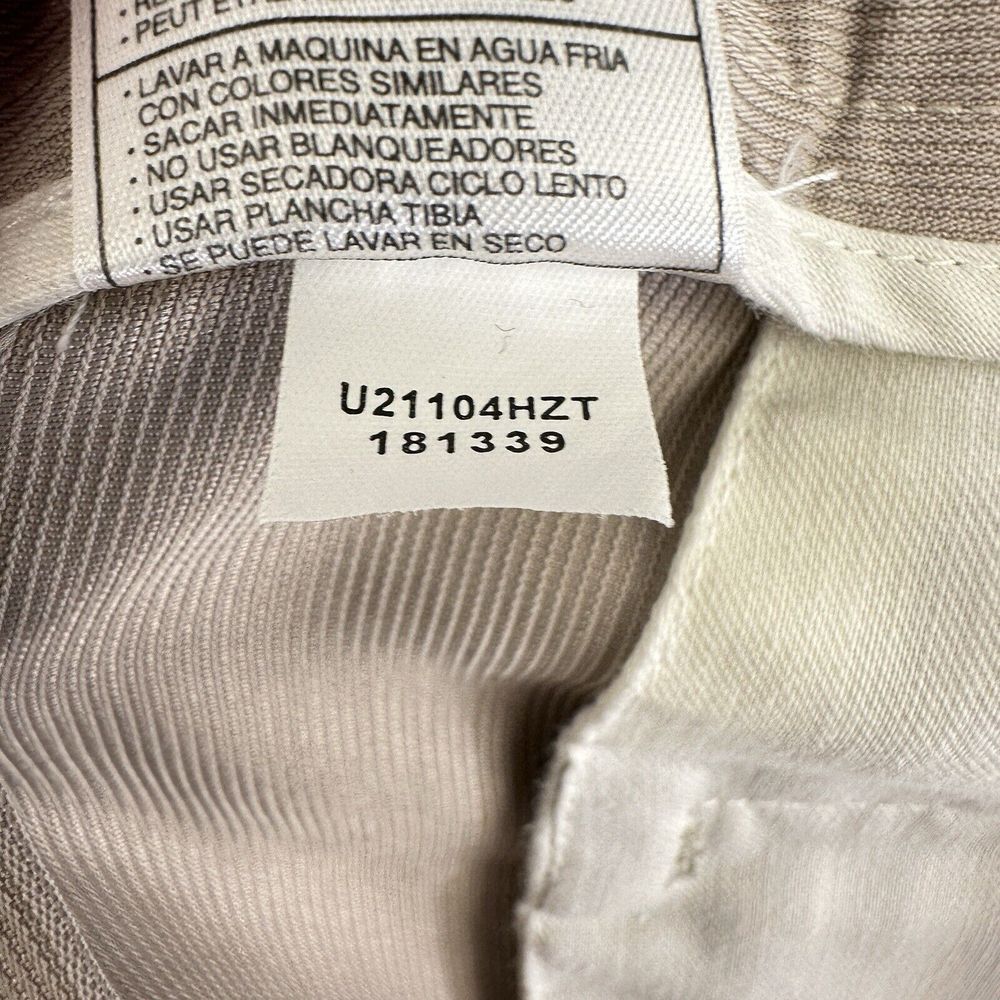 · PEUT
· LAVAR A MAQUINA EN AGUA FRIA
CON COLORES SIMILARES
· SACAR INMEDIATAMENTE
· NO USAR BLANQUEADORES
· USAR SECADORA CICLO LENTO
· USAR PLANCHA TIBIA
· SE PUEDE LAVAR EN SECO
U21104HZT
181339